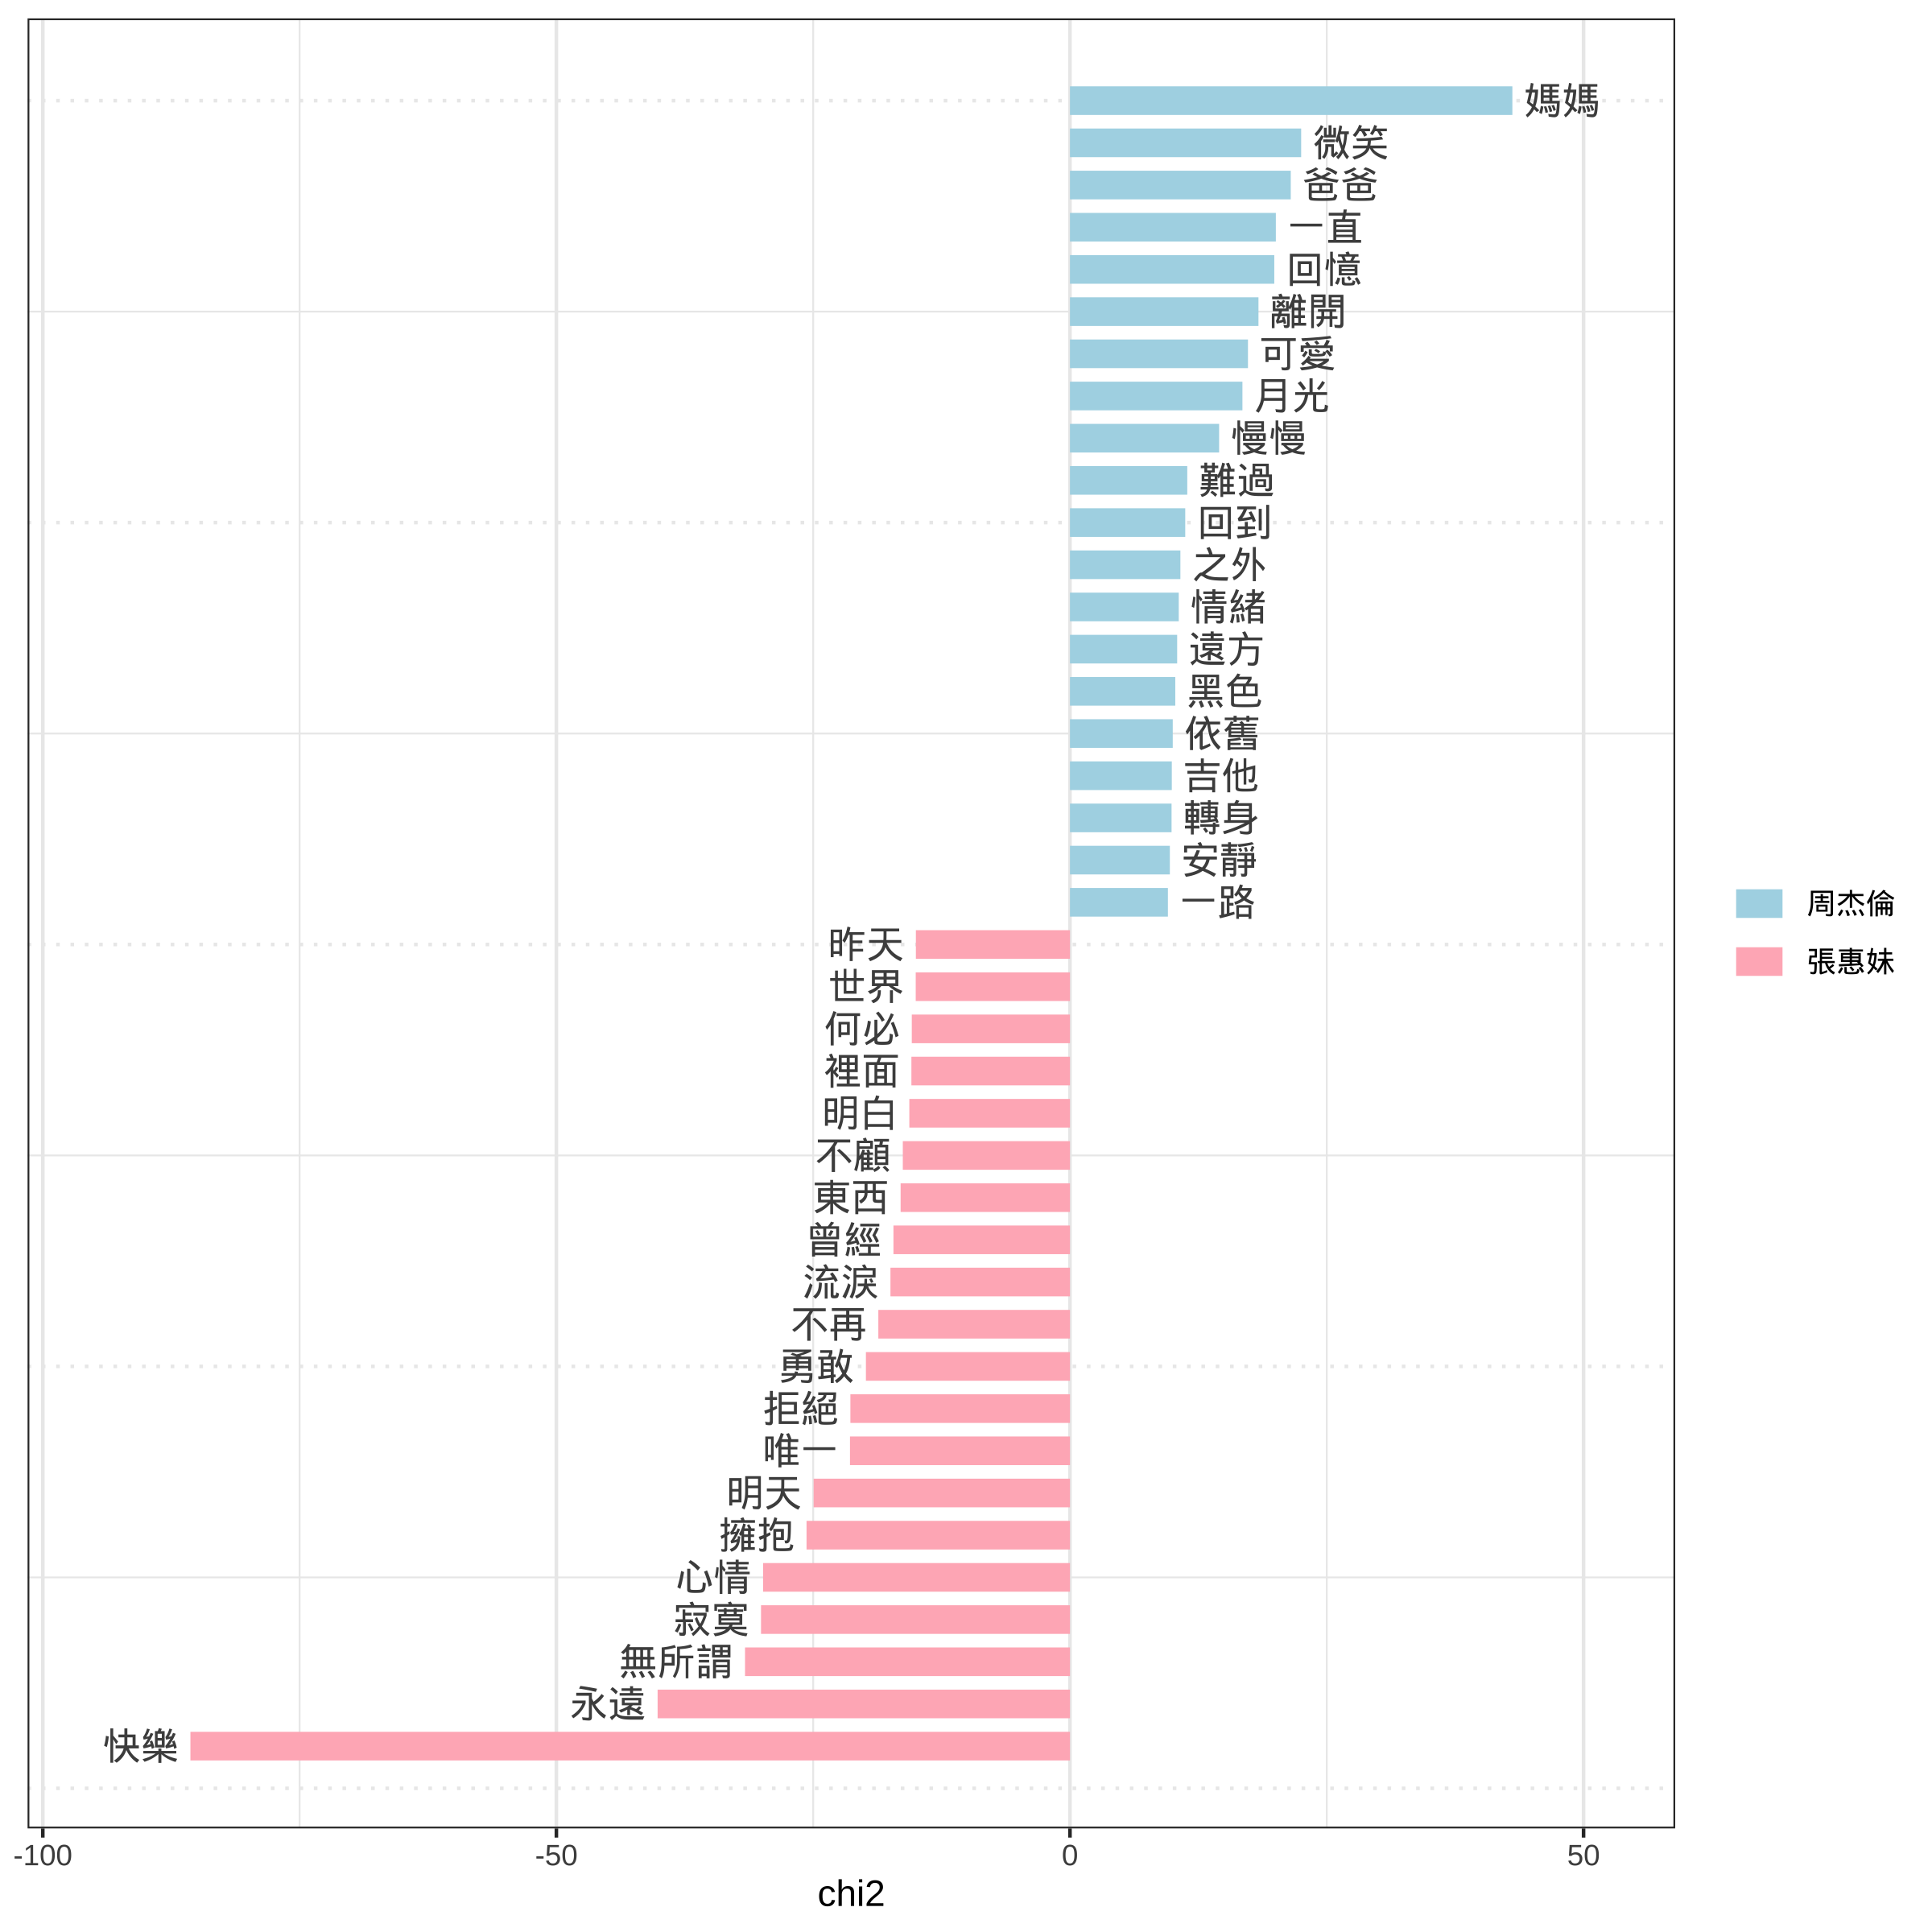 媽媽
微笑
爸爸
一直
回憶
離開
可愛
月光
慢慢
難過
回到
之外
情緒
遠方
黑色
依舊
吉他
轉身
安靜
一路
昨天
世界
何必
裡面
明白
不顧
東西
曾經
流淚
不再
勇敢
拒絕
唯一
明天
擁抱
心情
寂寞
無所謂
永遠
快樂
-100 -50 0 50
chi2
周杰倫
張惠妹